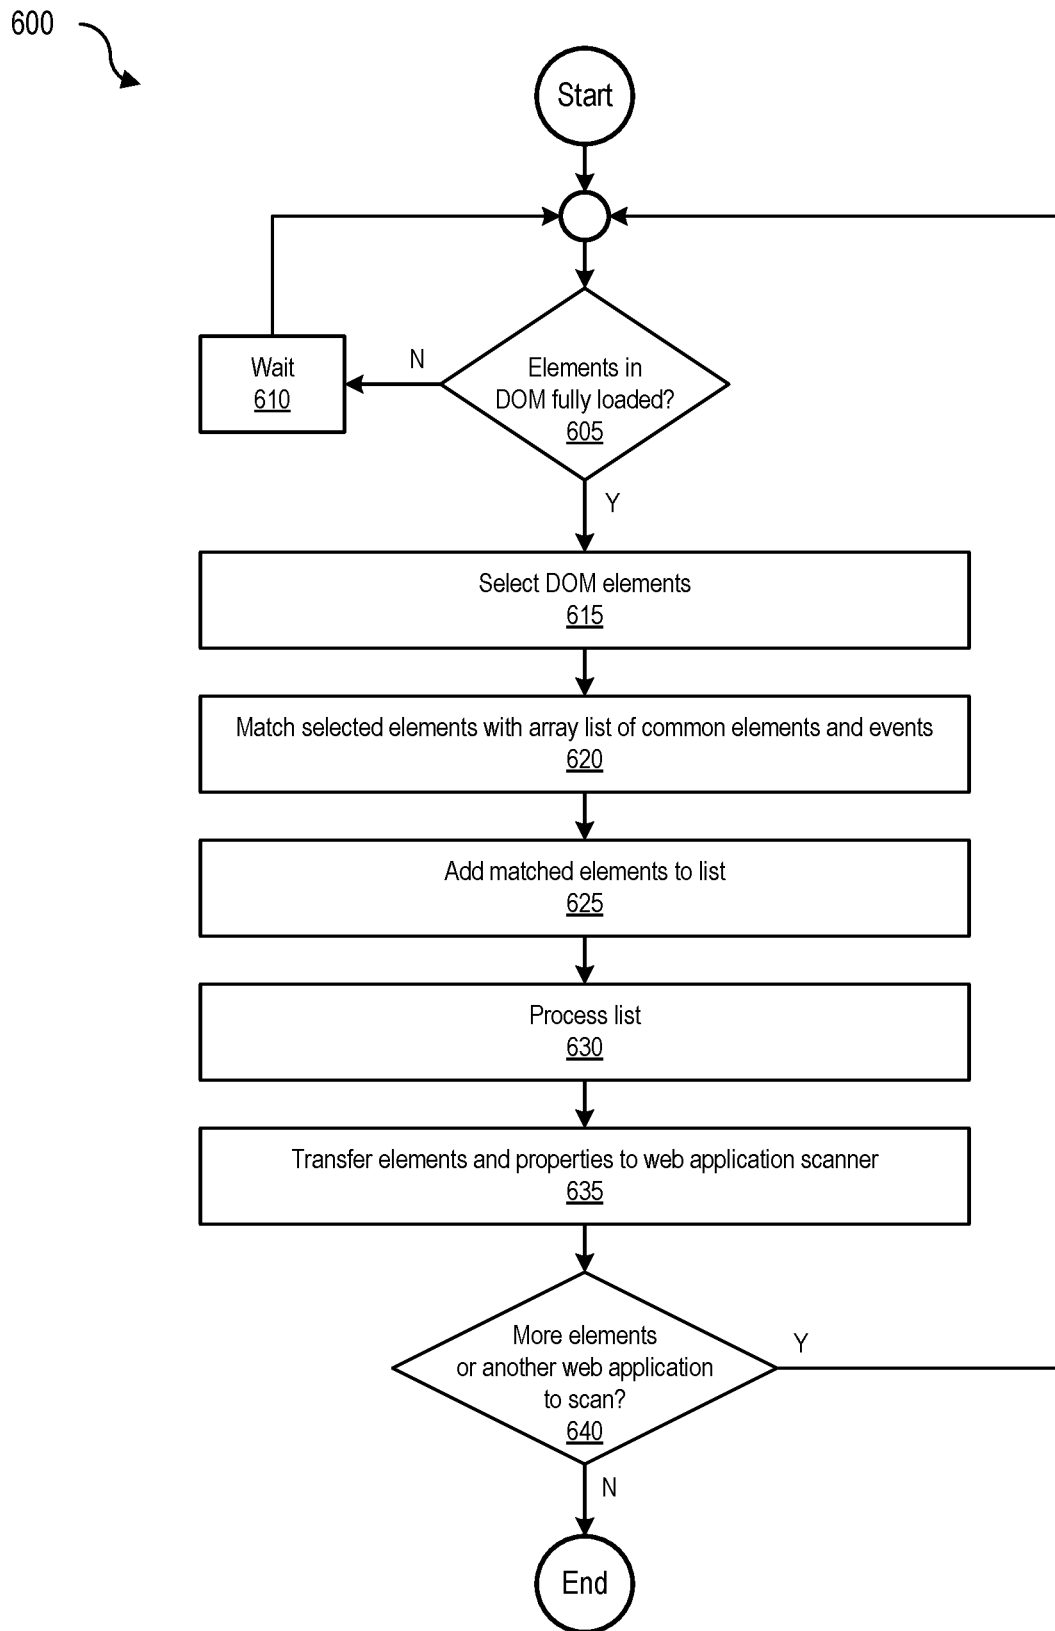 600
Start
N
Wait
610
Elements in
DOM fully loaded?
605
Y
Select DOM elements
615
Match selected elements with array list of common elements and events
620
Add matched elements to list
625
Process list
630
Transfer elements and properties to web application scanner
635
More elements
or another web application
to scan?
640
Y
N
End